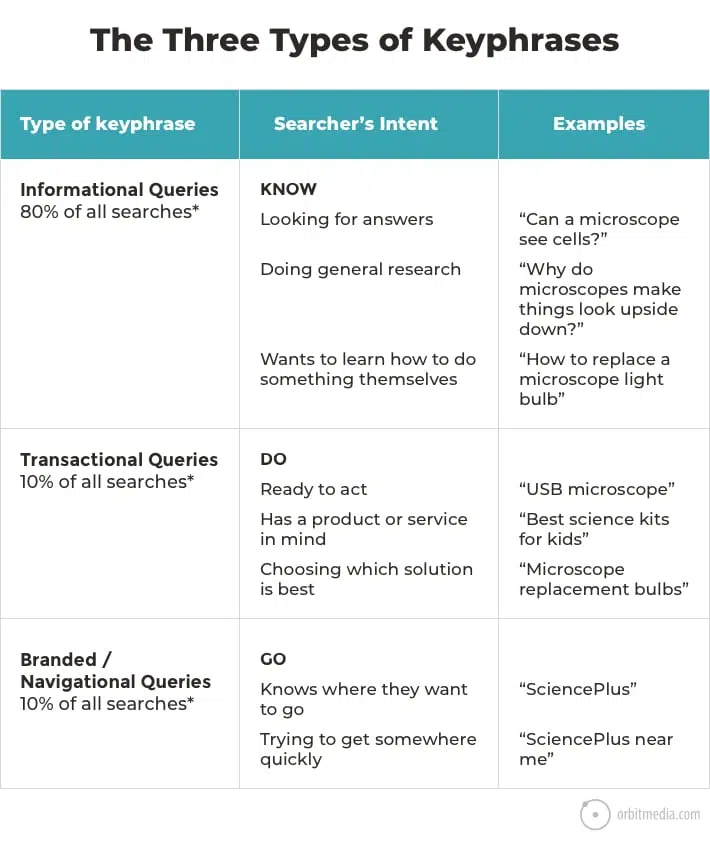 The Three Types of Keyphrases
Type of keyphrase
Searcher’s Intent
Examples
Informational Queries
80% of all searches*
KNOW
Looking for answers
“Can a microscope
see cells?”
Doing general research
“Why do
microscopes make
things look upside
down?”
Wants to learn how to do
something themselves
“How to replace a
microscope light
bulb”
Transactional Queries
10% of all searches*
DO
Ready to act
“USB microscope”
Has a product or service
in mind
“Best science kits
for kids”
Choosing which solution
is best
“Microscope
replacement bulbs”
Branded /
Navigational Queries
10% of all searches*
GO
Knows where they want
to go
“SciencePlus”
Trying to get somewhere
quickly
“SciencePlus near
me”
orbitmedia.com